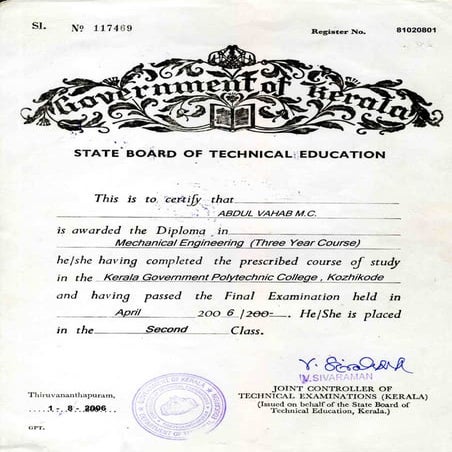 Sl. No 117469 Register No. 81020801
Government of Kerala
STATE BOARD OF TECHNICAL EDUCATION
This is to certify that
ABDUL VAHAB M.C.
is awarded the Diploma in
Mechanical Engineering (Three Year Course)
he/she having completed the prescribed course of study
in the Kerala Government Polytechnic College , Kozhikode
and having passed the Final Examination held in
April 200 6 /200-. He/She is placed
in the Second Class.
V. SIVARAMAN
JOINT CONTROLLER OF
TECHNICAL EXAMINATIONS (KERALA)
(Issued on behalf of the State Board of
Technical Education, Kerala.)
Thiruvananthapuram,
1 - 8 - 2006
GPT.
GOVERNMENT OF KERALA